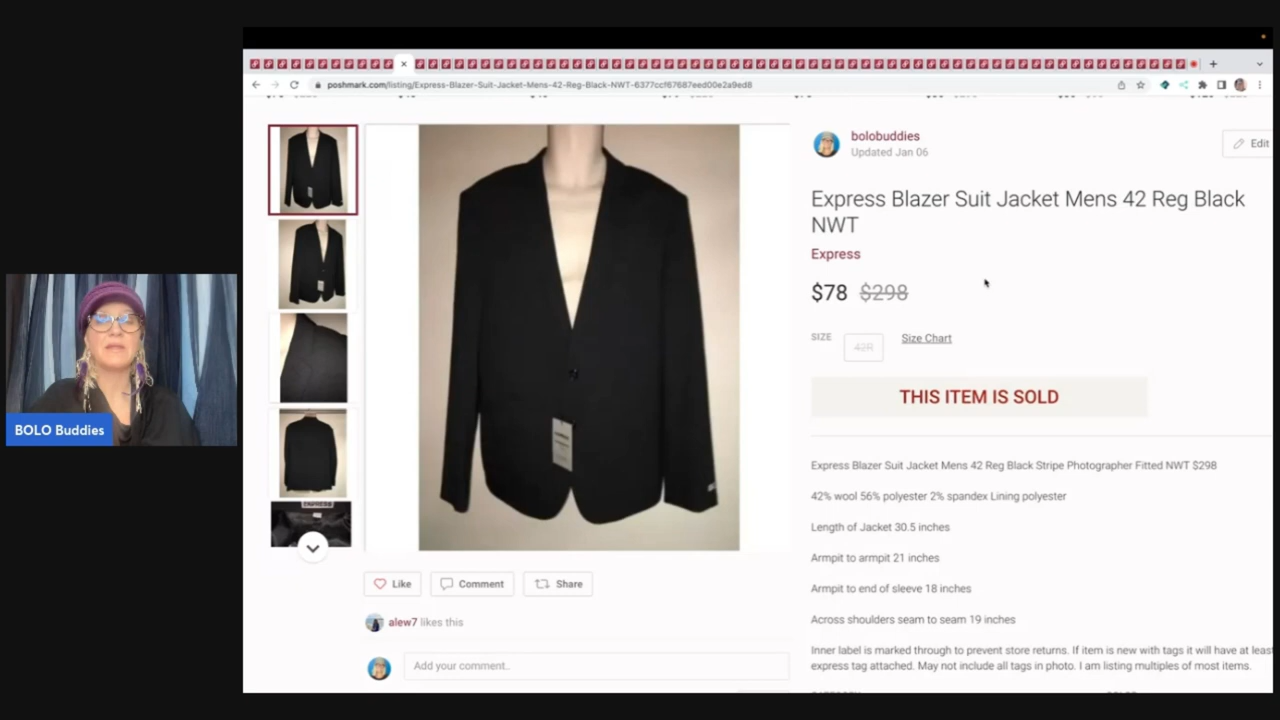 poshmark.com/listing/Express-Blazer-Suit-Jacket-Mens-42-Reg-Black-NWT-6377ccf67687eed00e2a9ed8
bolobuddies
Updated Jan 06
Edit
Express Blazer Suit Jacket Mens 42 Reg Black
NWT
Express
$78 $298
SIZE 42R Size Chart
THIS ITEM IS SOLD
Express Blazer Suit Jacket Mens 42 Reg Black Stripe Photographer Fitted NWT $298
42% wool 56% polyester 2% spandex Lining polyester
Length of Jacket 30.5 inches
Armpit to armpit 21 inches
Armpit to end of sleeve 18 inches
Across shoulders seam to seam 19 inches
Inner label is marked through to prevent store returns. If item is new with tags it will have at least
express tag attached. May not include all tags in photo. I am listing multiples of most items.
Like Comment Share
alew7 likes this
Add your comment..
BOLO Buddies